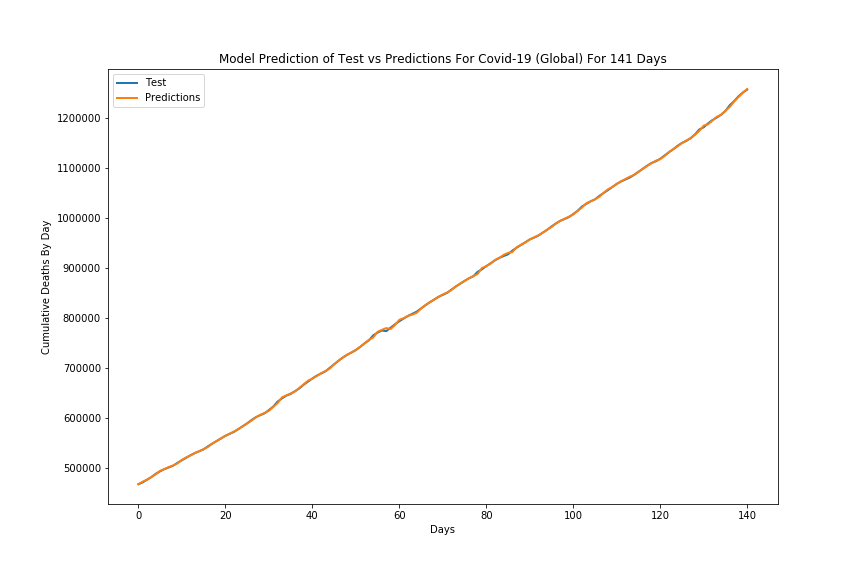 Model Prediction of Test vs Predictions For Covid-19 (Global) For 141 Days
Test
Predictions
1200000
1100000
1000000
900000
800000
700000
600000
500000
Cumulative Deaths By Day
0 20 40 60 80 100 120 140
Days